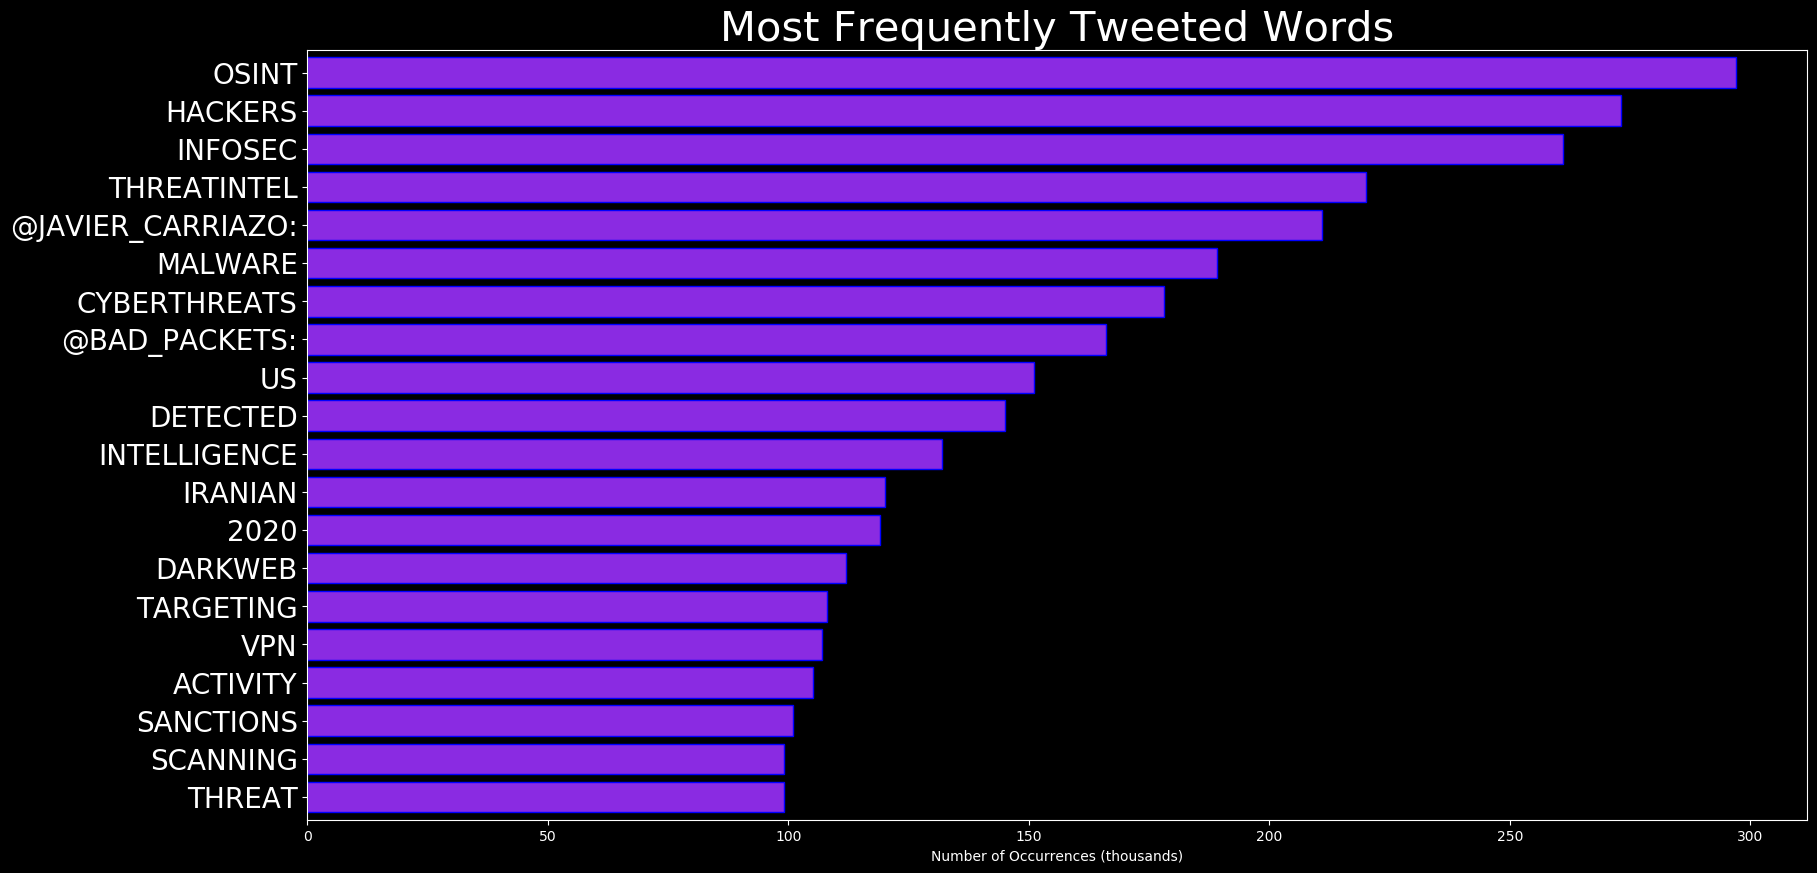 Most Frequently Tweeted Words
OSINT
HACKERS
INFOSEC
THREATINTEL
@JAVIER_CARRIAZO:
MALWARE
CYBERTHREATS
@BAD_PACKETS:
US
DETECTED
INTELLIGENCE
IRANIAN
2020
DARKWEB
TARGETING
VPN
ACTIVITY
SANCTIONS
SCANNING
THREAT
0 50 100 150 200 250 300
Number of Occurrences (thousands)